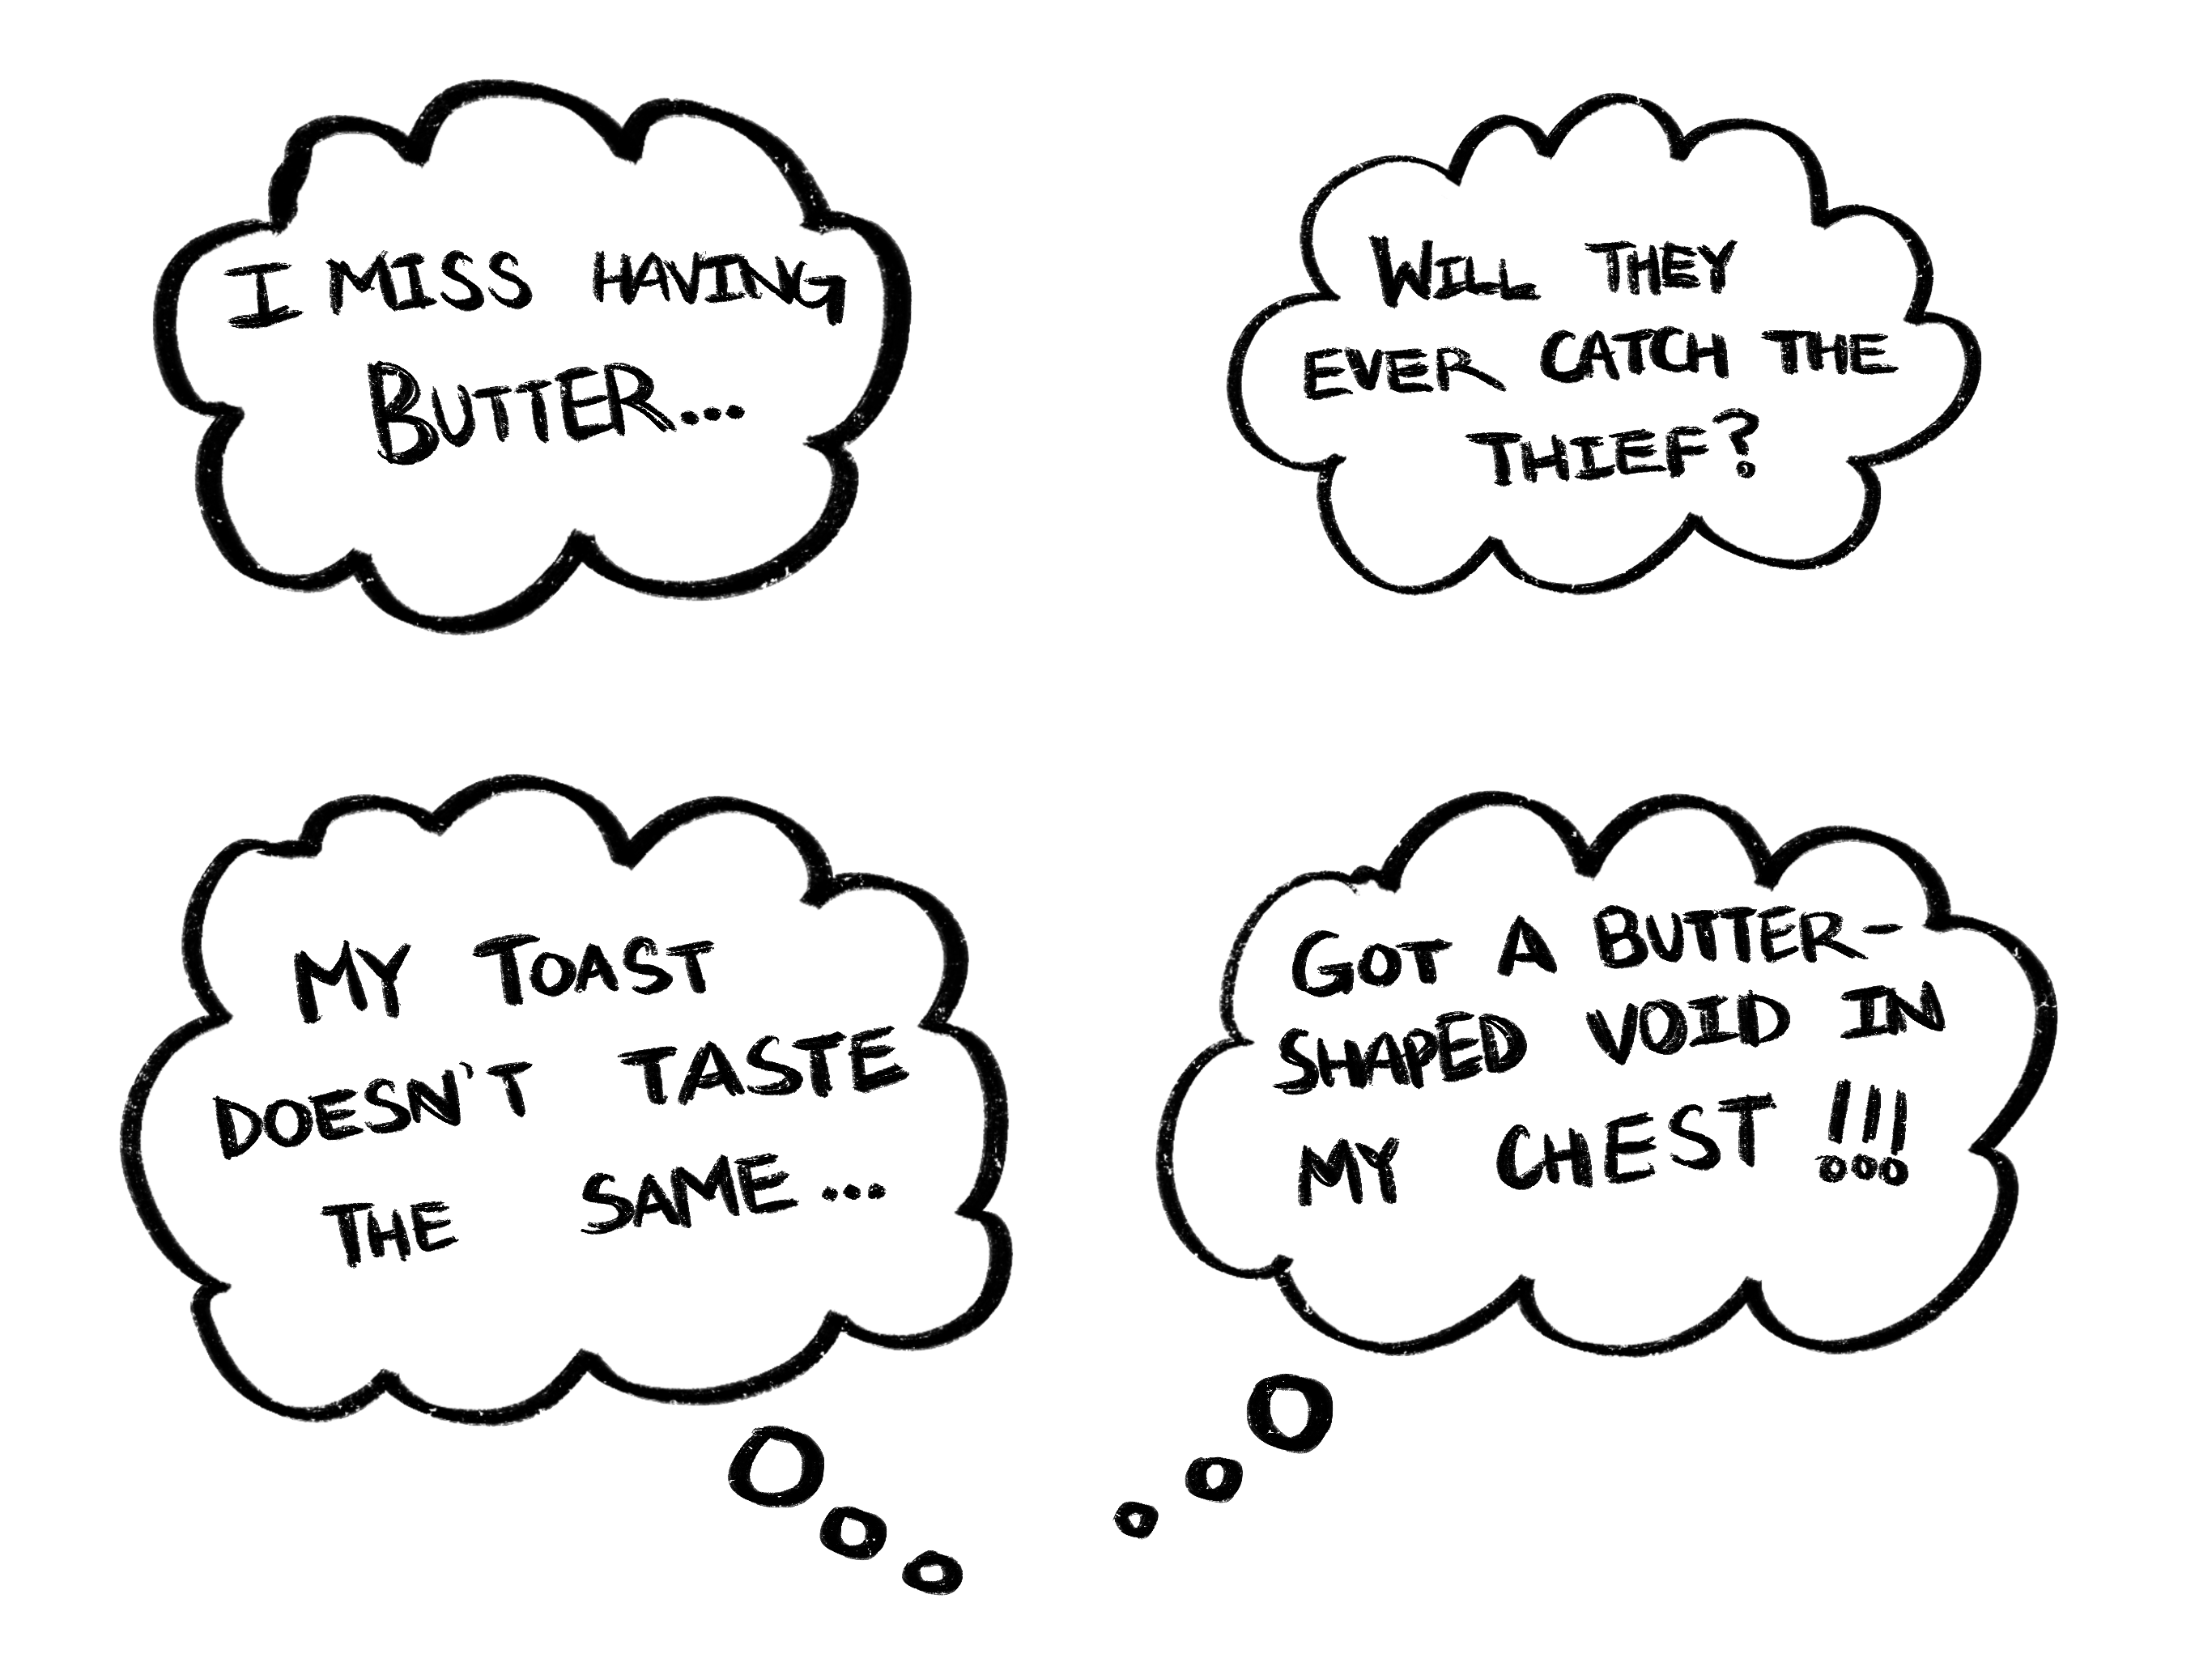 I MISS HAVING
BUTTER...
WILL THEY
EVER CATCH THE
THIEF?
MY TOAST
DOESN'T TASTE
THE SAME...
GOT A BUTTER-
SHAPED VOID IN
MY CHEST!!!